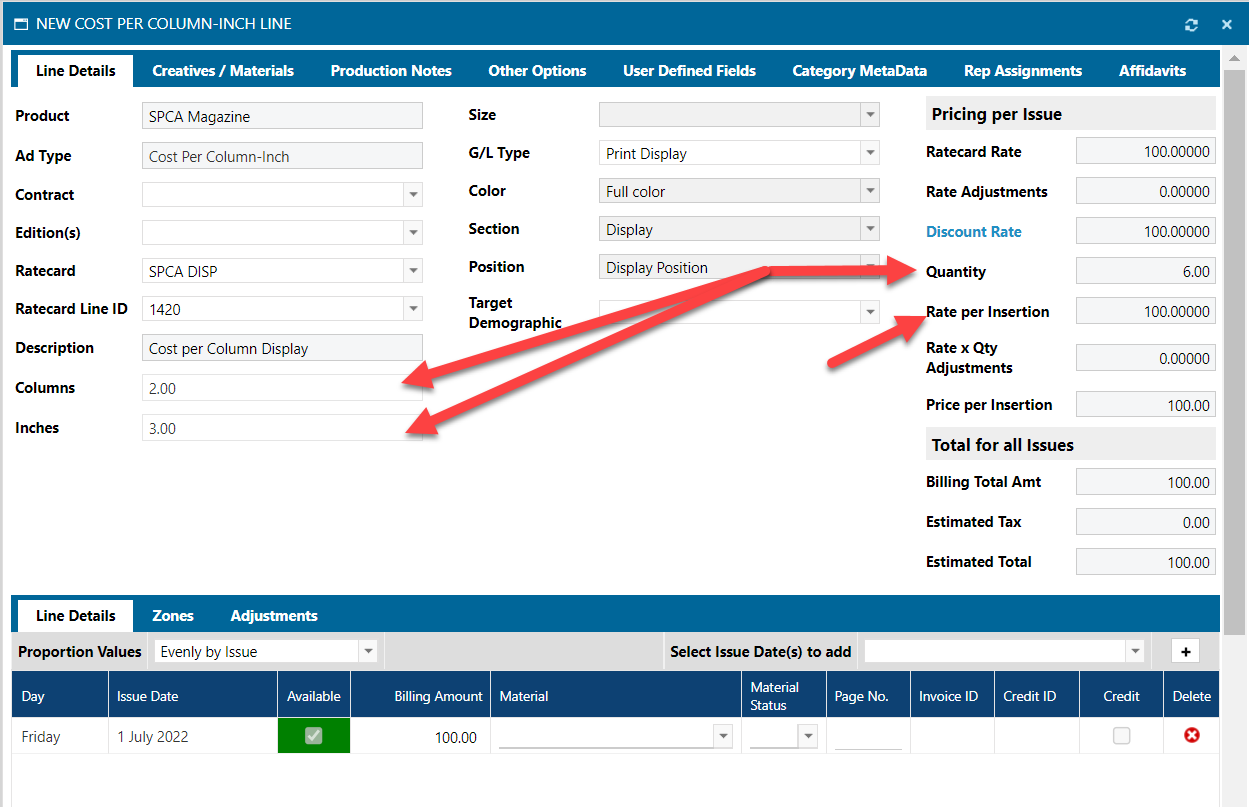 NEW COST PER COLUMN-INCH LINE
Line Details Creatives / Materials Production Notes Other Options User Defined Fields Category MetaData Rep Assignments Affidavits
Product SPCA Magazine
Ad Type Cost Per Column-Inch
Contract
Edition(s)
Ratecard SPCA DISP
Ratecard Line ID 1420
Description Cost per Column Display
Columns 2.00
Inches 3.00
Size
G/L Type Print Display
Color Full color
Section Display
Position Display Position
Target
Demographic
Pricing per Issue
Ratecard Rate 100.00000
Rate Adjustments 0.00000
Discount Rate 100.00000
Quantity 6.00
Rate per Insertion 100.00000
Rate x Qty
Adjustments 0.00000
Price per Insertion 100.00
Total for all Issues
Billing Total Amt 100.00
Estimated Tax 0.00
Estimated Total 100.00
Line Details Zones Adjustments
Proportion Values Evenly by Issue Select Issue Date(s) to add +
Day Issue Date Available Billing Amount Material Material Status Page No. Invoice ID Credit ID Credit Delete
Friday 1 July 2022 100.00